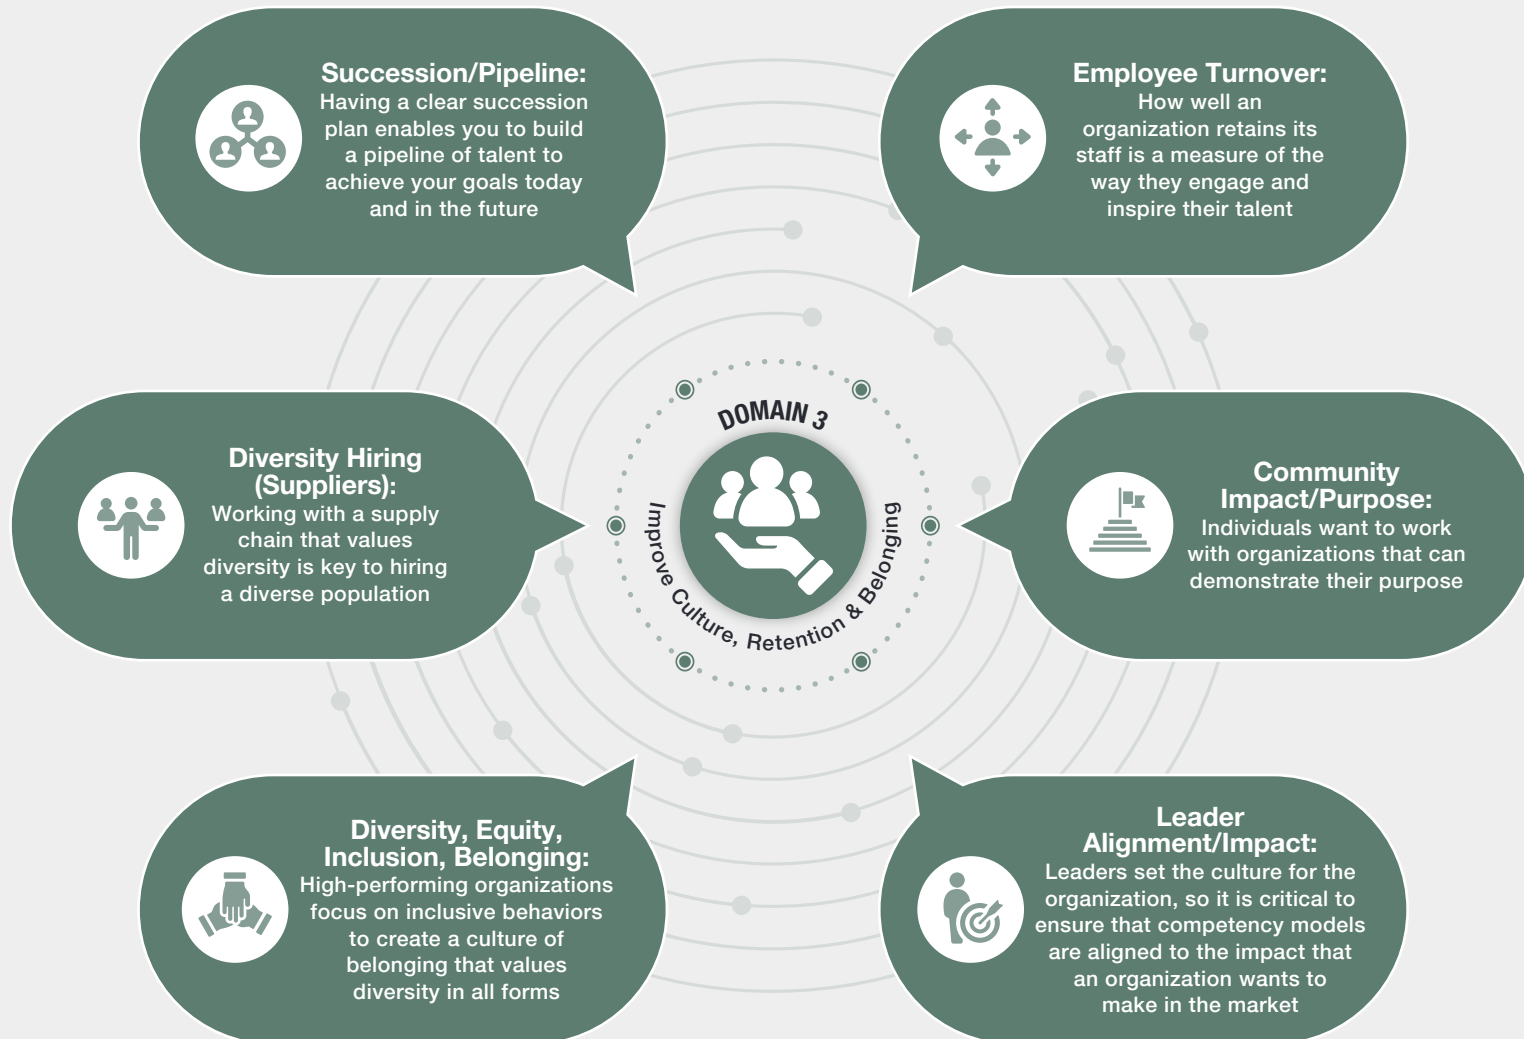 Succession/Pipeline:
Having a clear succession
plan enables you to build
a pipeline of talent to
achieve your goals today
and in the future
Employee Turnover:
How well an
organization retains its
staff is a measure of the
way they engage and
inspire their talent
Diversity Hiring
(Suppliers):
Working with a supply
chain that values
diversity is key to hiring
a diverse population
DOMAIN 3
Improve Culture, Retention & Belonging
Community
Impact/Purpose:
Individuals want to work
with organizations that can
demonstrate their purpose
Diversity, Equity,
Inclusion, Belonging:
High-performing organizations
focus on inclusive behaviors
to create a culture of
belonging that values
diversity in all forms
Leader
Alignment/Impact:
Leaders set the culture for the
organization, so it is critical to
ensure that competency models
are aligned to the impact that
an organization wants to
make in the market